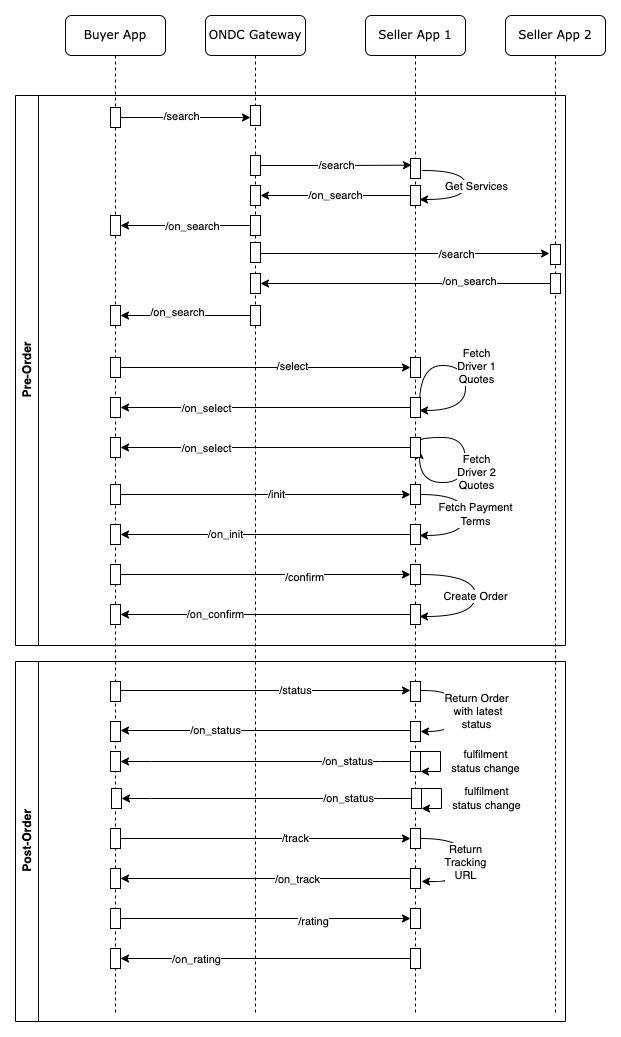 Buyer App
ONDC Gateway
Seller App 1
Seller App 2
Pre-Order
/search
/search
Get Services
/on_search
/on_search
/search
/on_search
/on_search
Fetch
Driver 1
Quotes
/select
/on_select
/on_select
Fetch
Driver 2
Quotes
/init
Fetch Payment
Terms
/on_init
/confirm
Create Order
/on_confirm
Post-Order
/status
Return Order
with latest
status
/on_status
/on_status
fulfilment
status change
/on_status
fulfilment
status change
/track
Return
Tracking
URL
/on_track
/rating
/on_rating